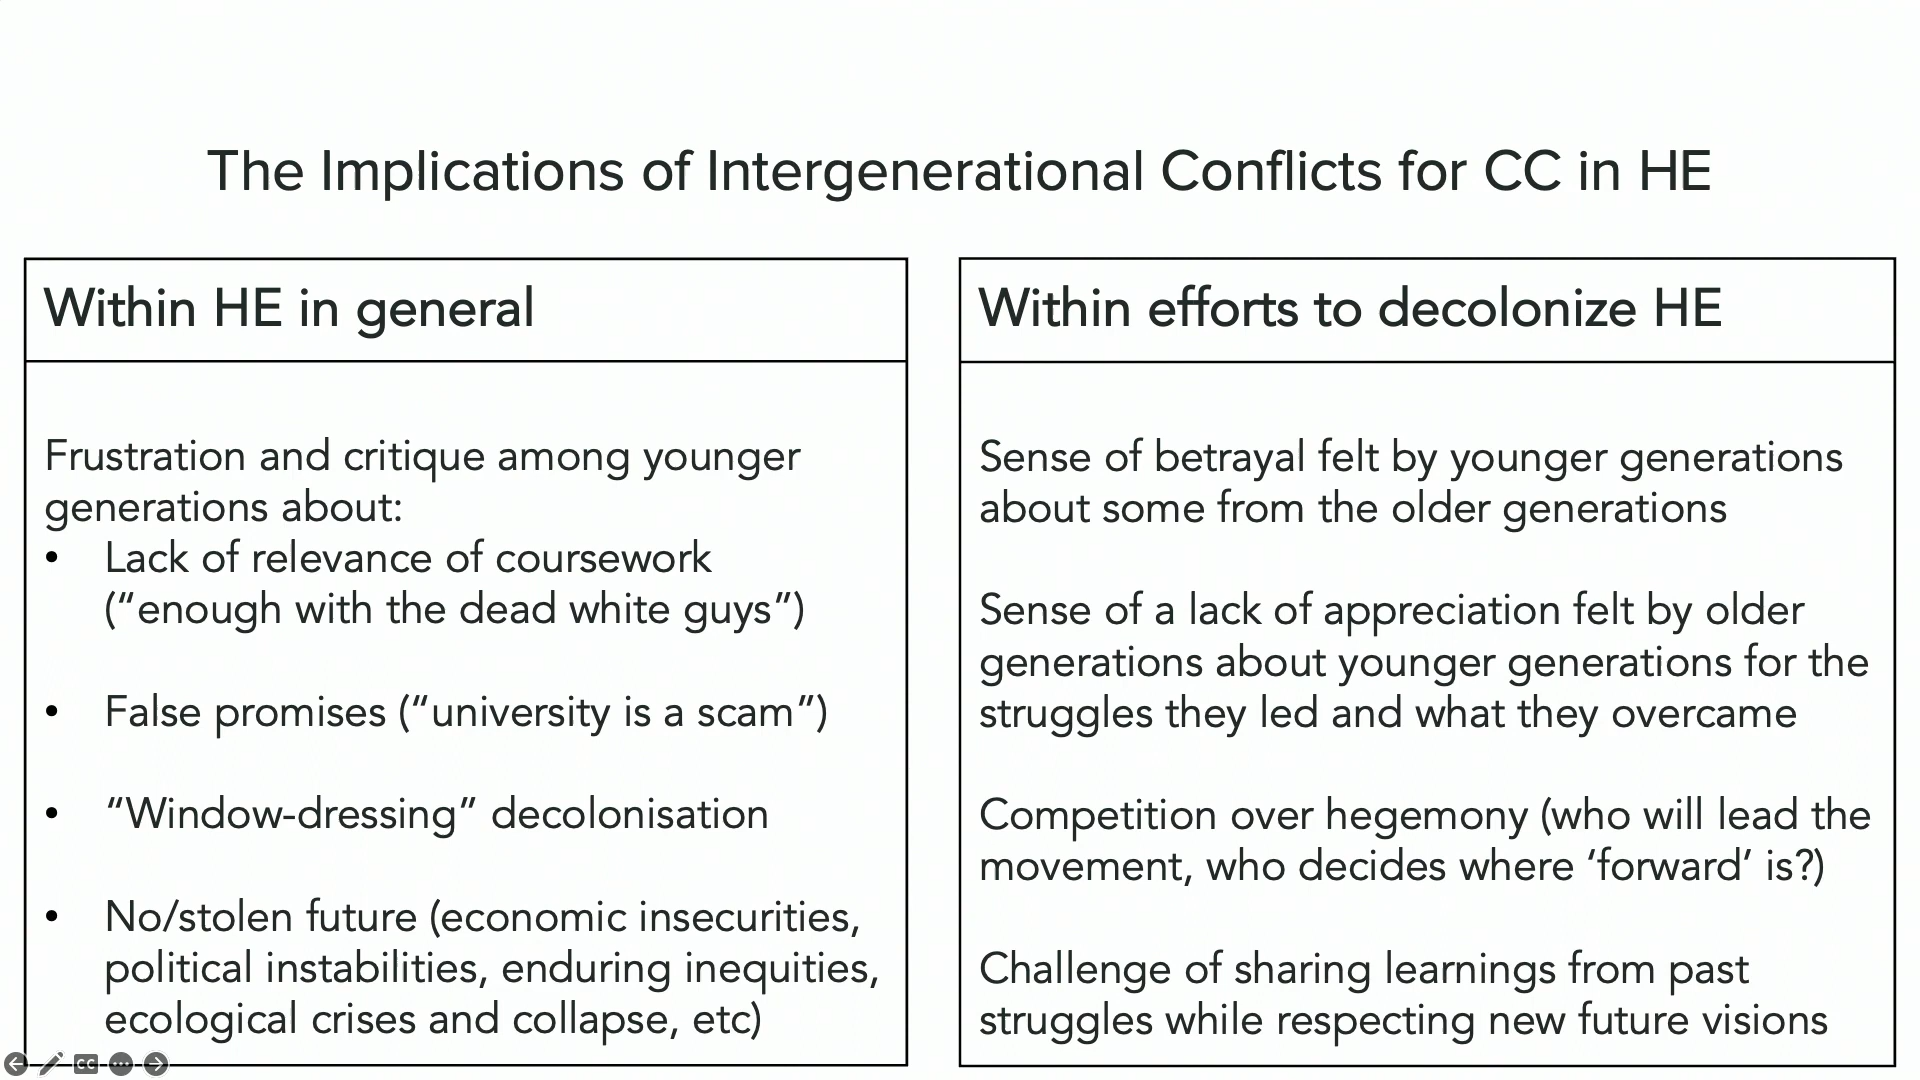 The Implications of Intergenerational Conflicts for CC in HE
Within HE in general
Frustration and critique among younger
generations about:
• Lack of relevance of coursework
(“enough with the dead white guys”)
• False promises (“university is a scam”)
• “Window-dressing” decolonisation
• No/stolen future (economic insecurities,
political instabilities, enduring inequities,
ecological crises and collapse, etc)
Within efforts to decolonize HE
Sense of betrayal felt by younger generations
about some from the older generations
Sense of a lack of appreciation felt by older
generations about younger generations for the
struggles they led and what they overcame
Competition over hegemony (who will lead the
movement, who decides where ‘forward’ is?)
Challenge of sharing learnings from past
struggles while respecting new future visions
CC